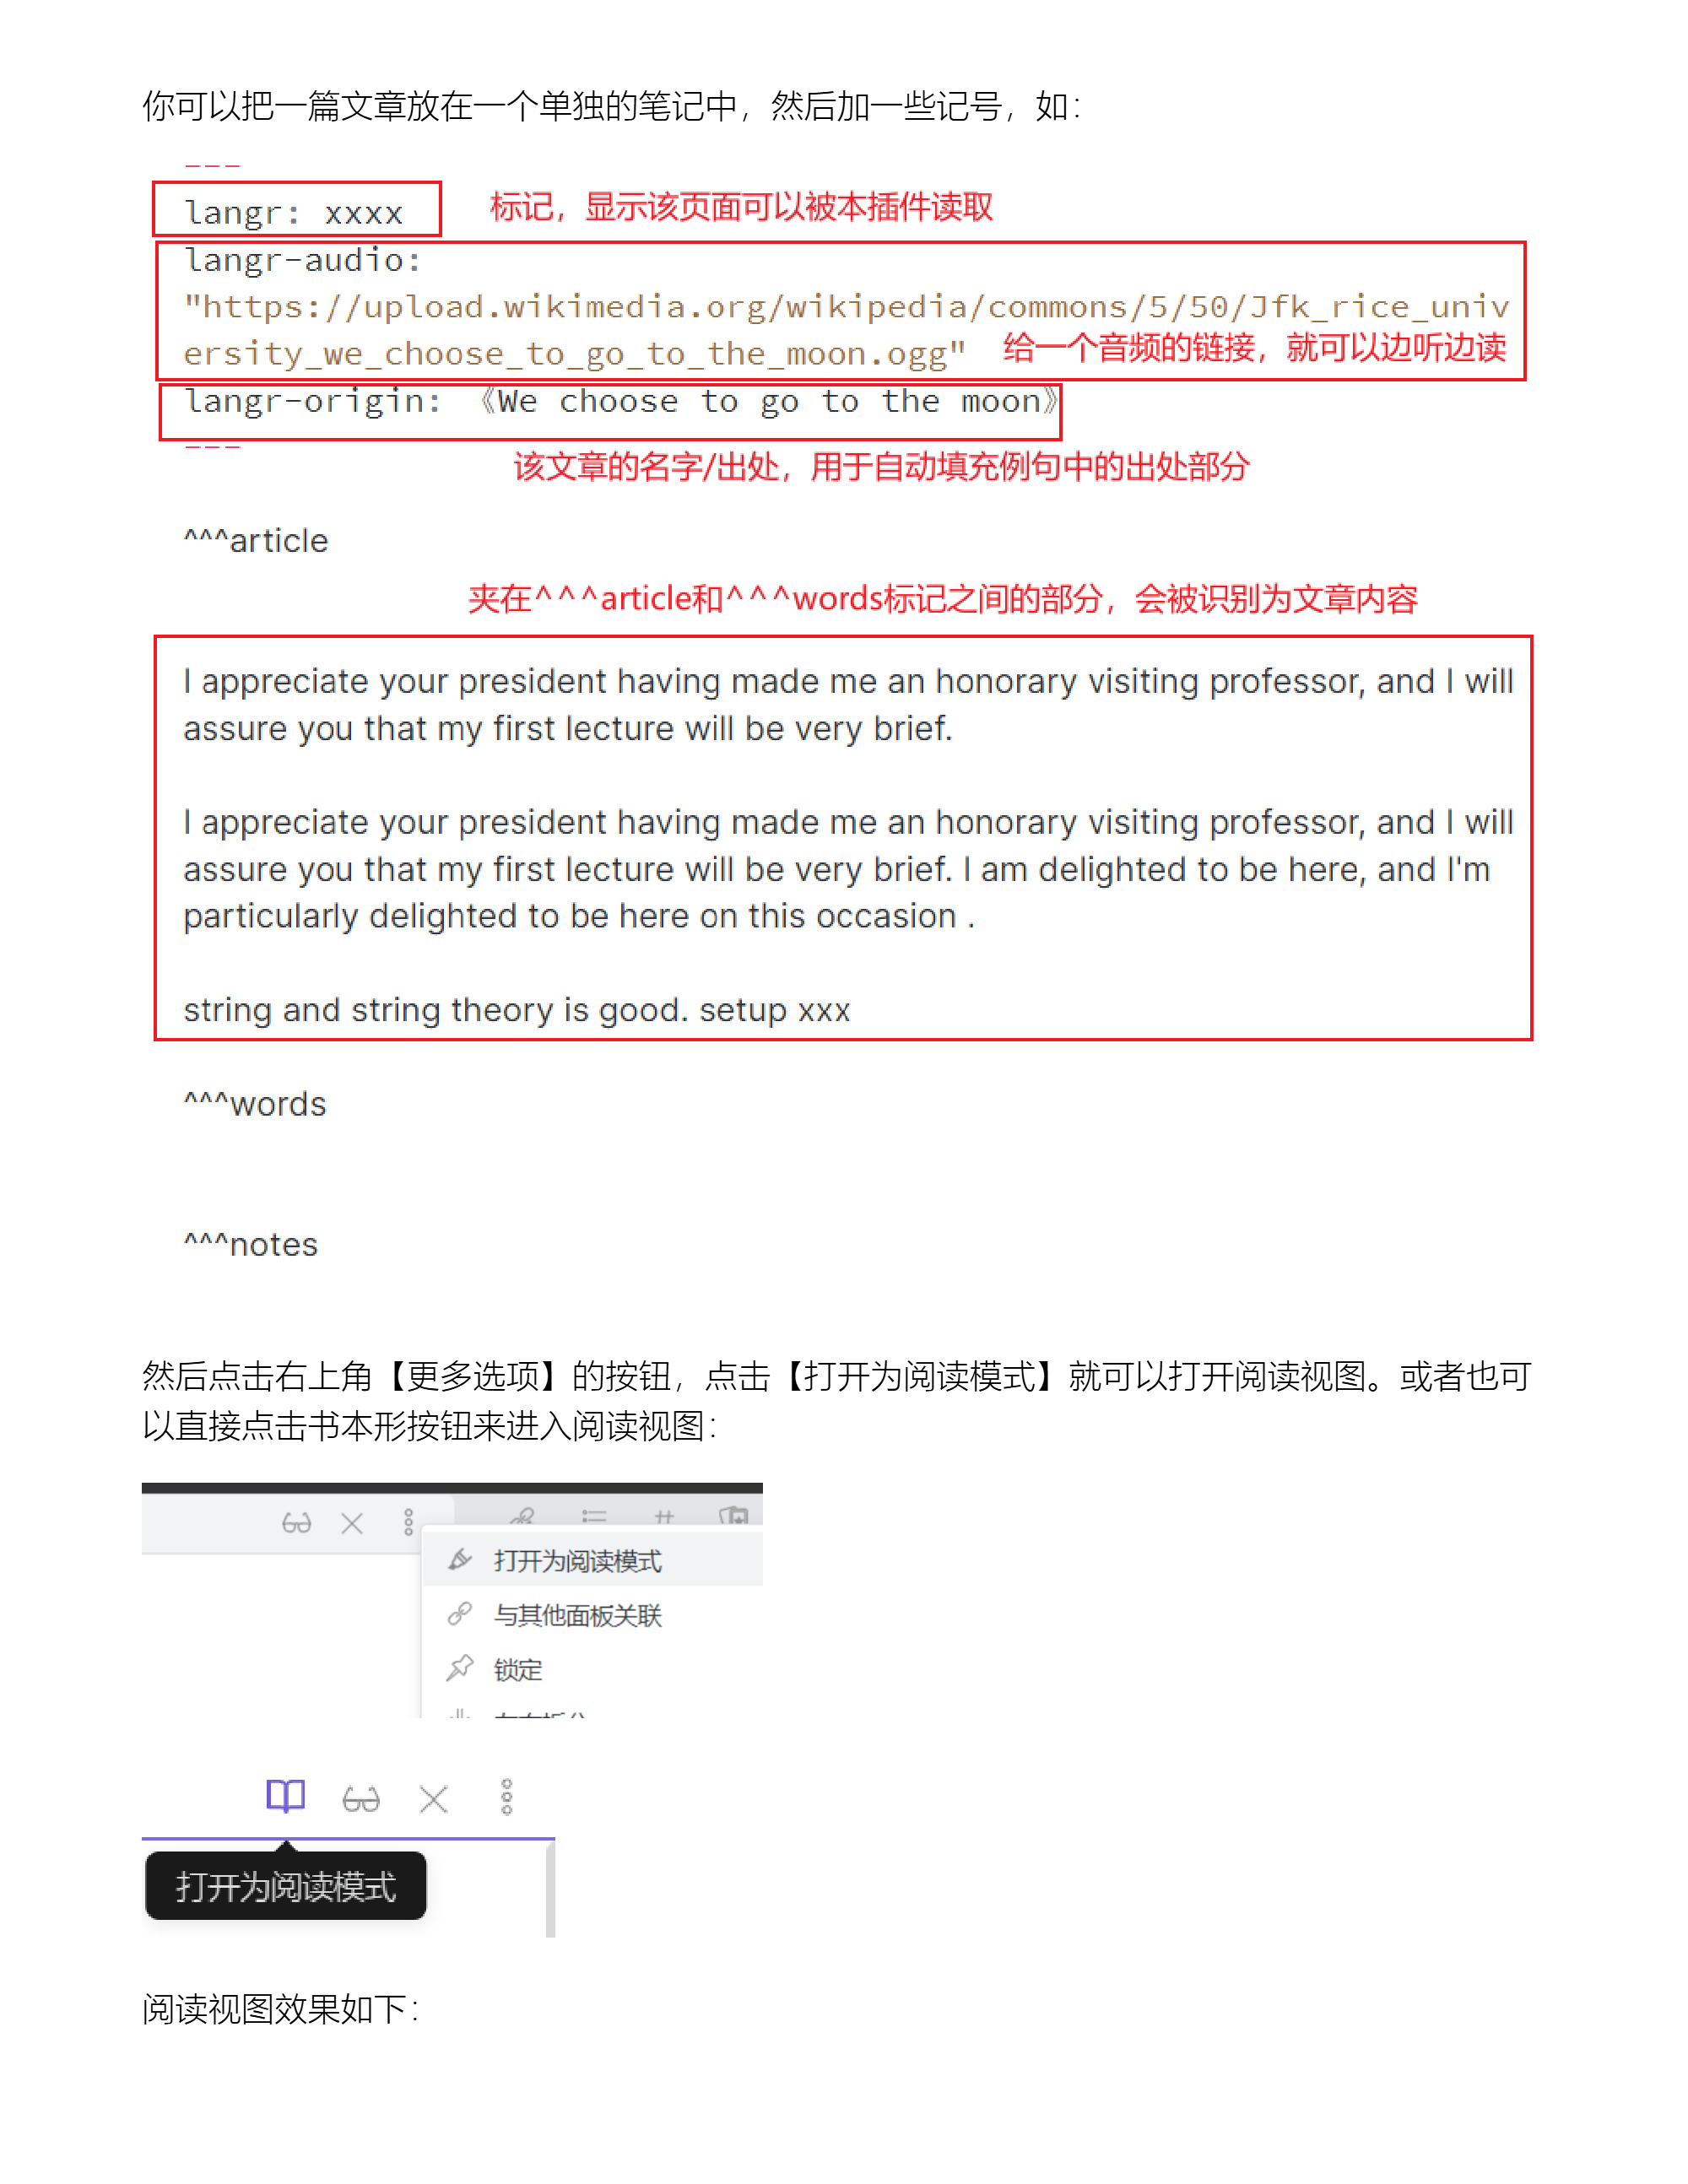 你可以把一篇文章放在一个单独的笔记中，然后加一些记号，如：
---
langr: xxxx
标记，显示该页面可以被本插件读取
langr-audio:
"https://upload.wikimedia.org/wikipedia/commons/5/50/Jfk_rice_univ
ersity_we_choose_to_go_to_the_moon.ogg"
给一个音频的链接，就可以边听边读
langr-origin: 《We choose to go to the moon》
---
该文章的名字/出处，用于自动填充例句中的出处部分
^^^article
夹在^^^article和^^^words标记之间的部分，会被识别为文章内容
I appreciate your president having made me an honorary visiting professor, and I will
assure you that my first lecture will be very brief.
I appreciate your president having made me an honorary visiting professor, and I will
assure you that my first lecture will be very brief. I am delighted to be here, and I'm
particularly delighted to be here on this occasion .
string and string theory is good. setup xxx
^^^words
^^^notes
然后点击右上角【更多选项】的按钮，点击【打开为阅读模式】就可以打开阅读视图。或者也可
以直接点击书本形按钮来进入阅读视图：
打开为阅读模式
与其他面板关联
锁定
打开为阅读模式
阅读视图效果如下：